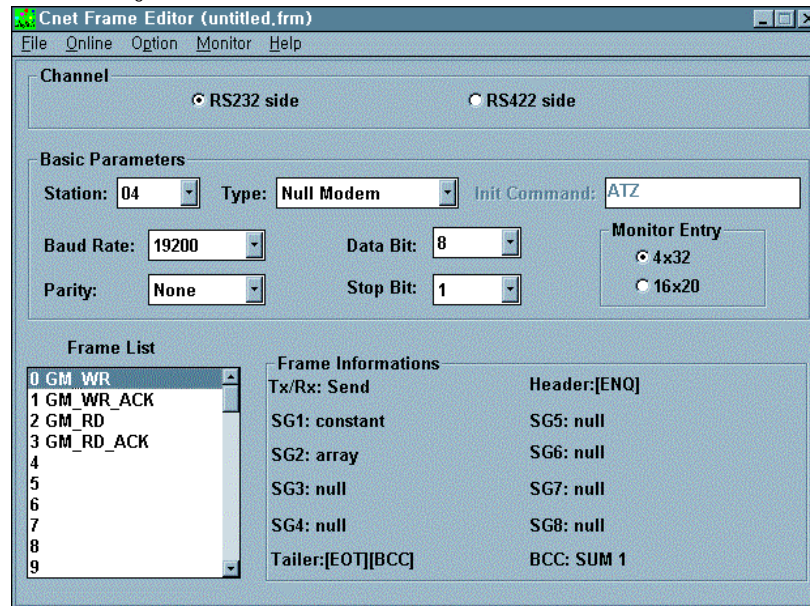 Cnet Frame Editor (untitled,frm)
File Online Option Monitor Help
Channel
RS232 side RS422 side
Basic Parameters
Station: 04 Type: Null Modem Init Command: ATZ
Monitor Entry
Baud Rate: 19200 Data Bit: 8
4x32
Parity: None Stop Bit: 1
16x20
Frame List
Frame Informations
0 GM_WR
1 GM_WR_ACK
2 GM_RD
3 GM_RD_ACK
4
5
6
7
8
9
Tx/Rx: Send Header:[ENQ]
SG1: constant SG5: null
SG2: array SG6: null
SG3: null SG7: null
SG4: null SG8: null
Tailer:[EOT][BCC] BCC: SUM 1